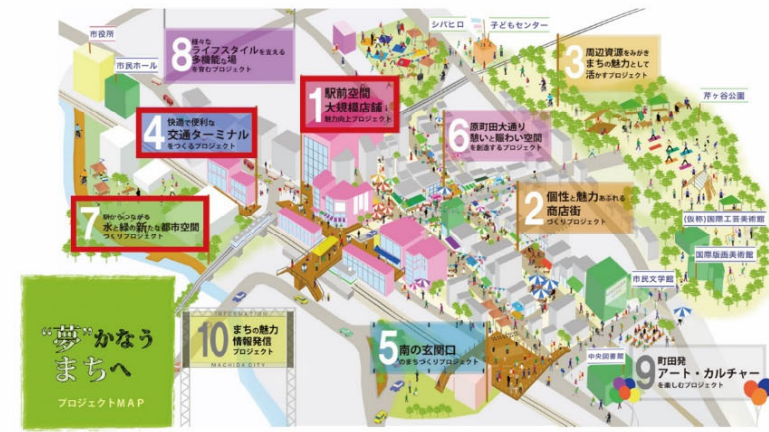 市役所
市民ホール
8
様々な
ライフスタイルを支える
多機能な場
を育むプロジェクト
シバヒロ
子どもセンター
3
周辺資源をみがき
まちの魅力として
活かすプロジェクト
芹ヶ谷公園
1
駅前空間
大規模店舗
魅力向上プロジェクト
4
快適で便利な
交通ターミナル
をつくるプロジェクト
6
原町田大通り
憩いと賑わい空間
を創造するプロジェクト
2
個性と魅力あふれる
商店街
づくりプロジェクト
7
駅からつながる
水と緑の新たな都市空間
づくりプロジェクト
(仮称)国際工芸美術館
国際版画美術館
市民文学館
"夢"かなう
まちへ
プロジェクトMAP
INFORMATION
10
まちの魅力
情報発信
プロジェクト
MACHIDA CITY
5
南の玄関口
のまちづくりプロジェクト
中央図書館
9
町田発
アート・カルチャー
を楽しむプロジェクト